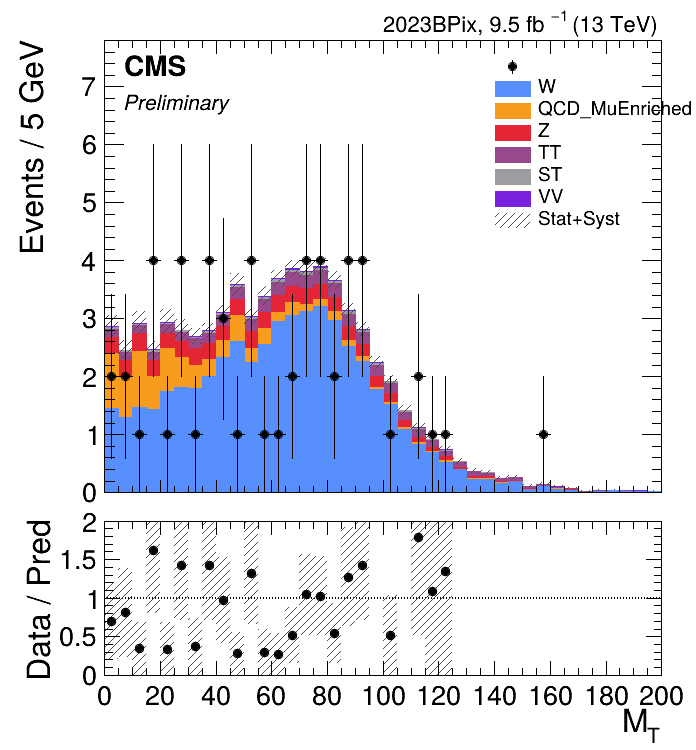 2023BPix, 9.5 fb⁻¹ (13 TeV)
Events / 5 GeV
CMS
Preliminary
W
QCD_MuEnriched
Z
TT
ST
VV
Stat+Syst
7
6
5
4
3
2
1
0
Data / Pred
2
1.5
1
0.5
0
0 20 40 60 80 100 120 140 160 180 200
M_T